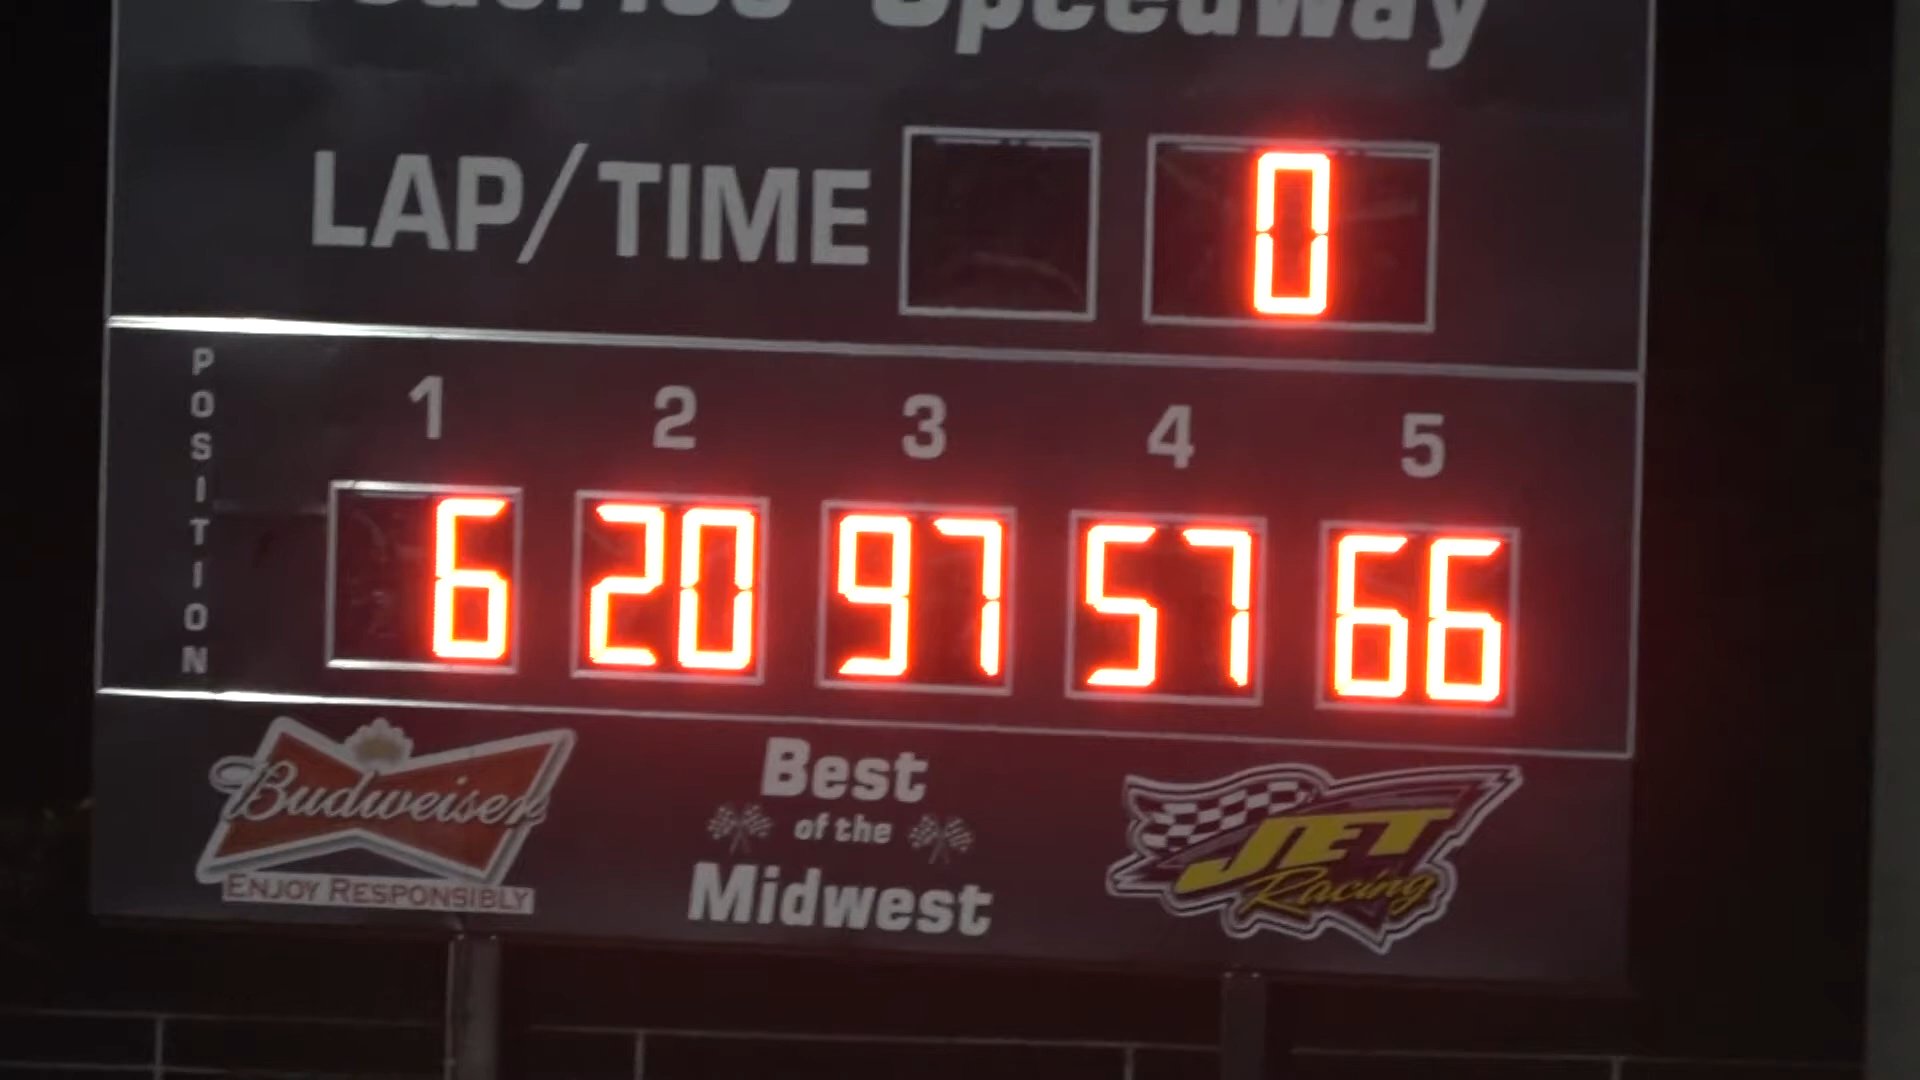 Speedway
LAP/TIME 0
POSITION
1 2 3 4 5
6 20 97 57 66
Budweiser
ENJOY RESPONSIBLY
Best
of the
Midwest
JET
Racing